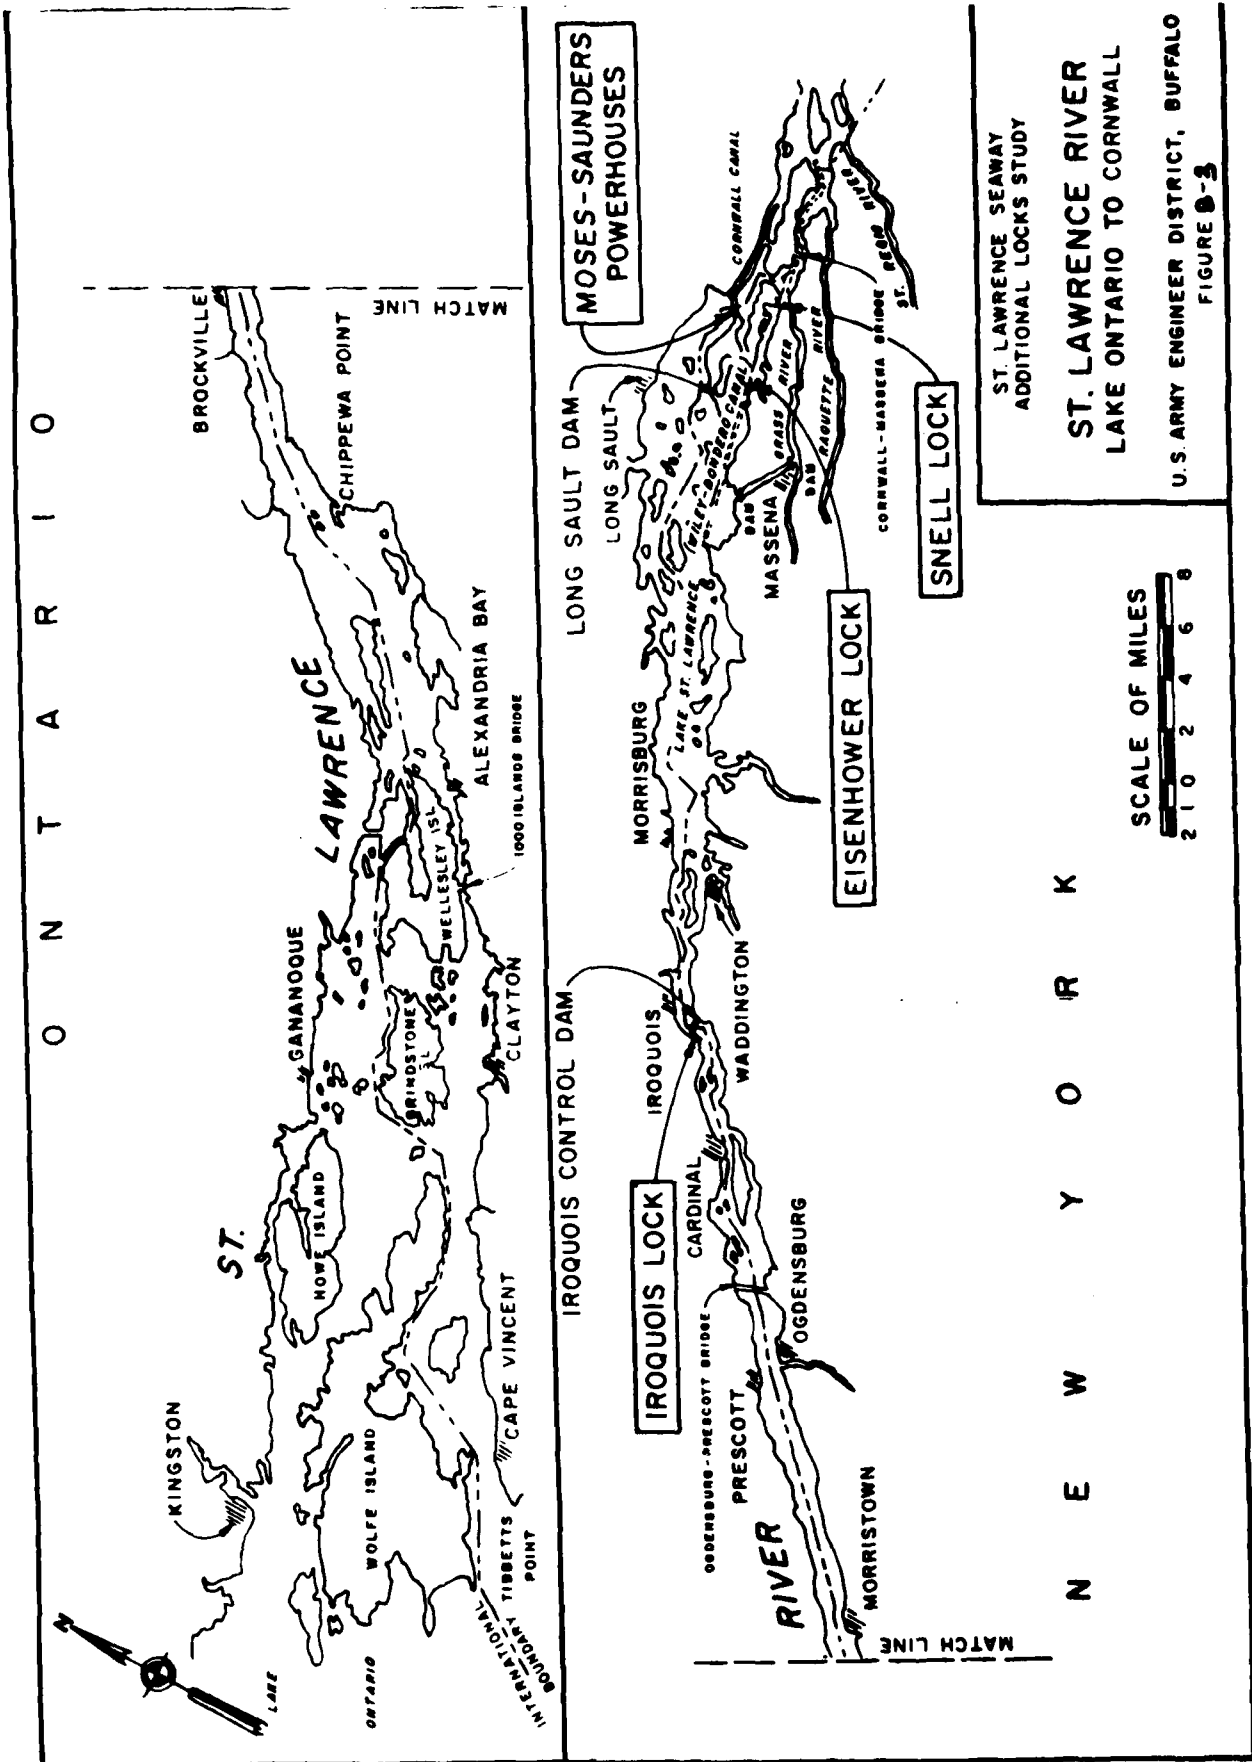 ONTARIO
BROCKVILLE
CHIPPEWA POINT
MATCH LINE
KINGSTON
ST.
LAWRENCE
GANANOQUE
HOWE ISLAND
GRINDSTONE
WELLESLEY ISL
ALEXANDRIA BAY
1000 ISLANDS BRIDGE
CLAYTON
WOLFE ISLAND
CAPE VINCENT
TIBBETTS
POINT
INTERNATIONAL
BOUNDARY
LAKE
ONTARIO
N
MOSES-SAUNDERS
POWERHOUSES
LONG SAULT DAM
LONG SAULT
CORNWALL CANAL
IROQUOIS CONTROL DAM
IROQUOIS LOCK
IROQUOIS
MORRISBURG
LAKE ST. LAWRENCE
(WILEY-DONDERO CANAL)
DAM
MASSENA
GRASS RIVER
DAM
RAQUETTE RIVER
ST. REGIS RIVER
CORNWALL-MASSENA BRIDGE
SNELL LOCK
EISENHOWER LOCK
WADDINGTON
CARDINAL
OGDENSBURG-PRESCOTT BRIDGE
PRESCOTT
OGDENSBURG
RIVER
MORRISTOWN
MATCH LINE
NEW YORK
SCALE OF MILES
2 1 0 2 4 6 8
ST. LAWRENCE SEAWAY
ADDITIONAL LOCKS STUDY
ST. LAWRENCE RIVER
LAKE ONTARIO TO CORNWALL
U.S. ARMY ENGINEER DISTRICT, BUFFALO
FIGURE B-3